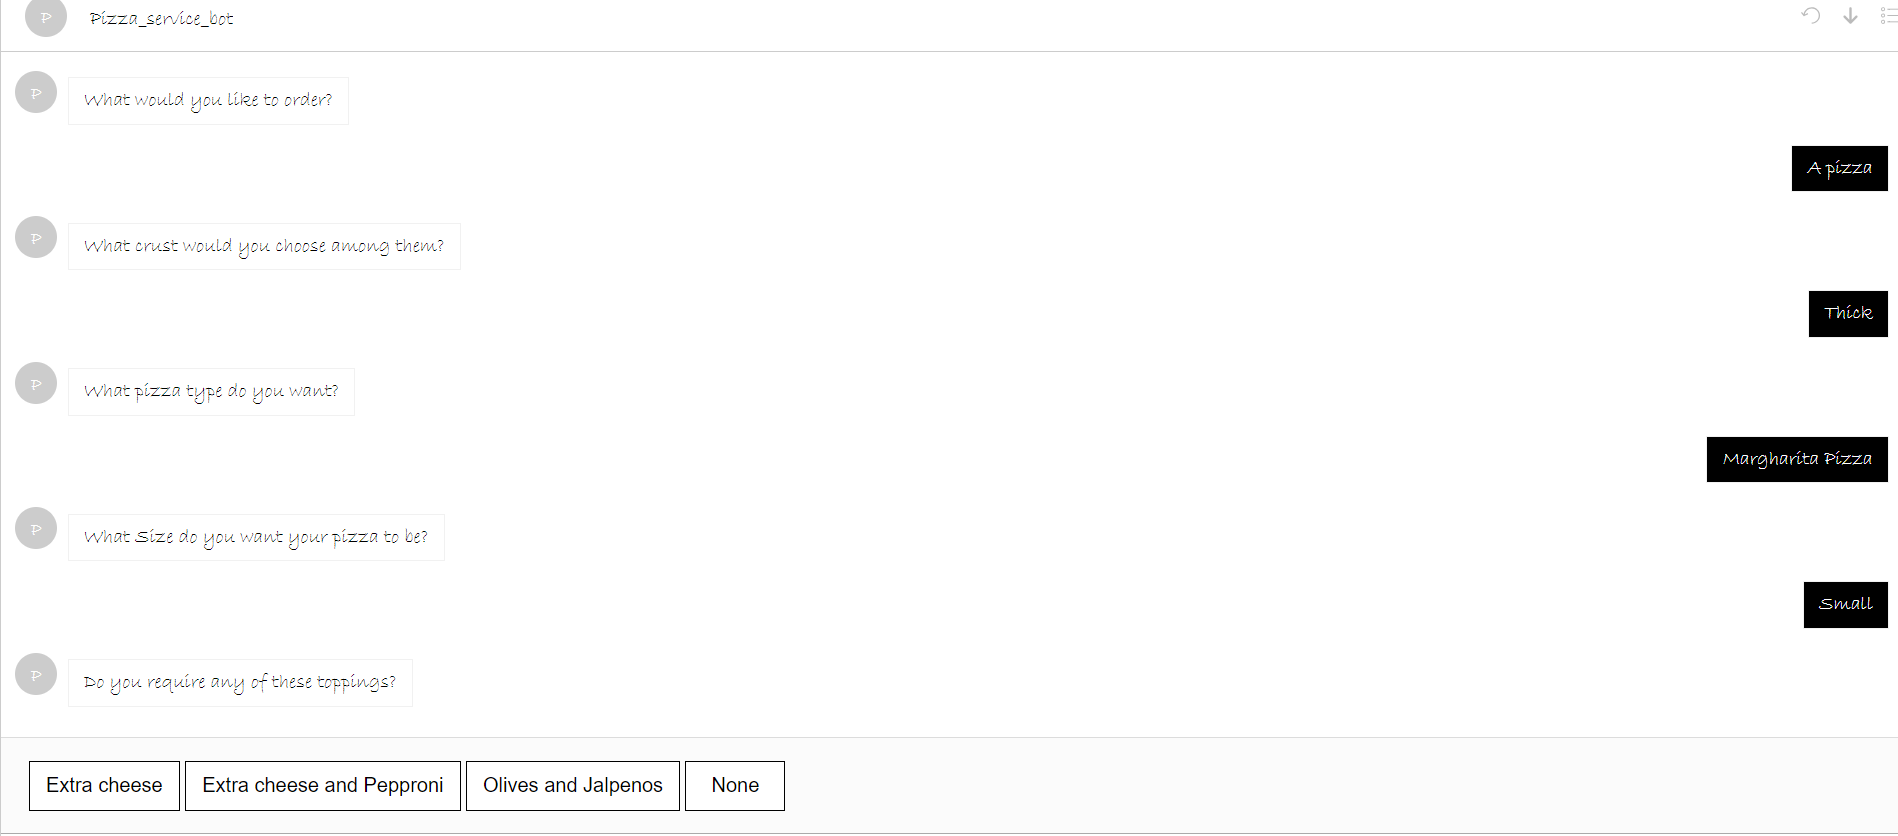 P
Pizza_service_bot
P
What would you like to order?
A pizza
P
What crust would you choose among them?
Thick
P
What pizza type do you want?
Margharita Pizza
P
What Size do you want your pizza to be?
Small
P
Do you require any of these toppings?
Extra cheese
Extra cheese and Pepproni
Olives and Jalpenos
None